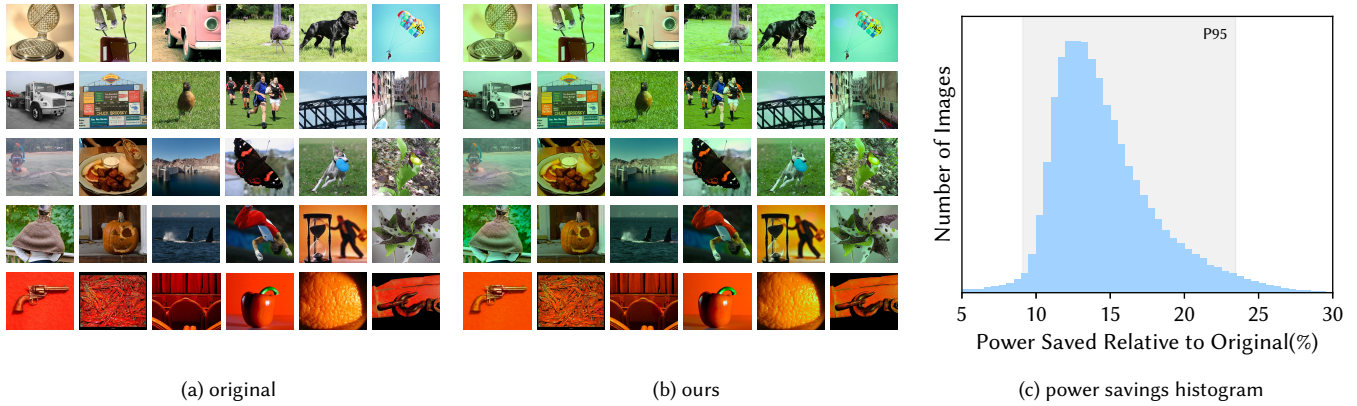 P95
Number of Images
5 10 15 20 25 30
Power Saved Relative to Original(%)
(a) original
(b) ours
(c) power savings histogram